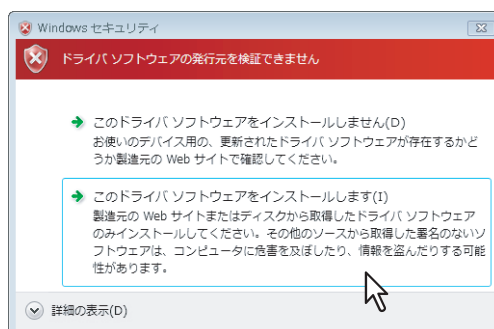 Windows セキュリティ
ドライバ ソフトウェアの発行元を検証できません
このドライバ ソフトウェアをインストールしません(D)
お使いのデバイス用の、更新されたドライバ ソフトウェアが存在するかど
うか製造元の Web サイトで確認してください。
このドライバ ソフトウェアをインストールします(I)
製造元の Web サイトまたはディスクから取得したドライバ ソフトウェア
のみインストールしてください。その他のソースから取得した署名のないソ
フトウェアは、コンピュータに危害を及ぼしたり、情報を盗んだりする可能
性があります。
詳細の表示(D)